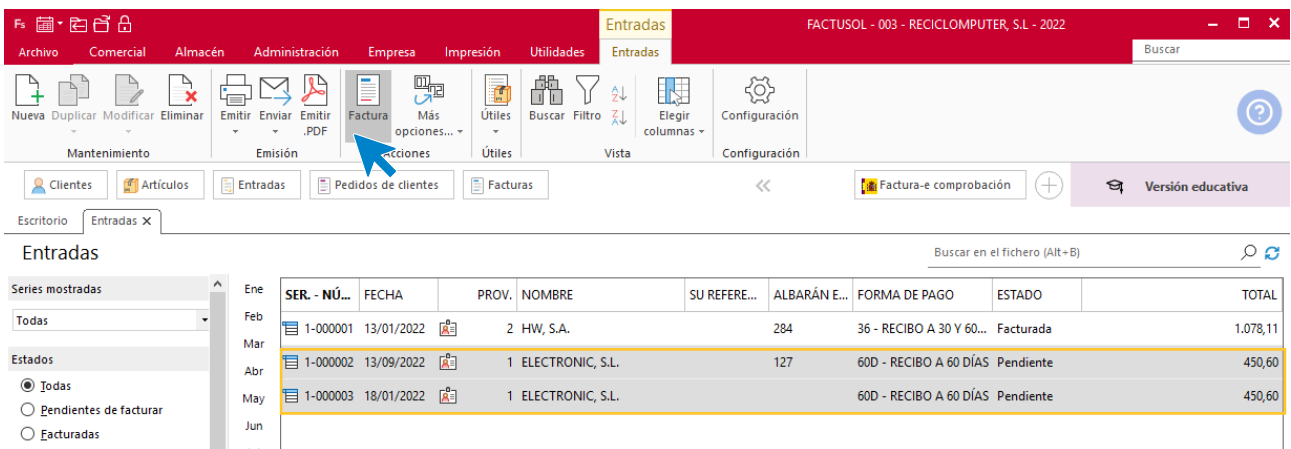 Fs Entradas FACTUSOL - 003 - RECICLOMPUTER, S.L - 2022
Archivo Comercial Almacén Administración Empresa Impresión Utilidades Entradas Buscar
Nueva Duplicar Modificar Eliminar Emitir Enviar Emitir .PDF Factura Más opciones... Útiles Buscar Filtro Elegir columnas Configuración
Mantenimiento Emisión Acciones Útiles Vista Configuración
Clientes Artículos Entradas Pedidos de clientes Facturas Factura-e comprobación Versión educativa
Escritorio Entradas
Entradas Buscar en el fichero (Alt+B)
Series mostradas Ene SER. - NÚ... FECHA PROV. NOMBRE SU REFERE... ALBARÁN E... FORMA DE PAGO ESTADO TOTAL
Todas Feb 1-000001 13/01/2022 2 HW, S.A. 284 36 - RECIBO A 30 Y 60... Facturada 1.078,11
Mar
Estados Abr 1-000002 13/09/2022 1 ELECTRONIC, S.L. 127 60D - RECIBO A 60 DÍAS Pendiente 450,60
Todas May 1-000003 18/01/2022 1 ELECTRONIC, S.L. 60D - RECIBO A 60 DÍAS Pendiente 450,60
Pendientes de facturar
Facturadas Jun